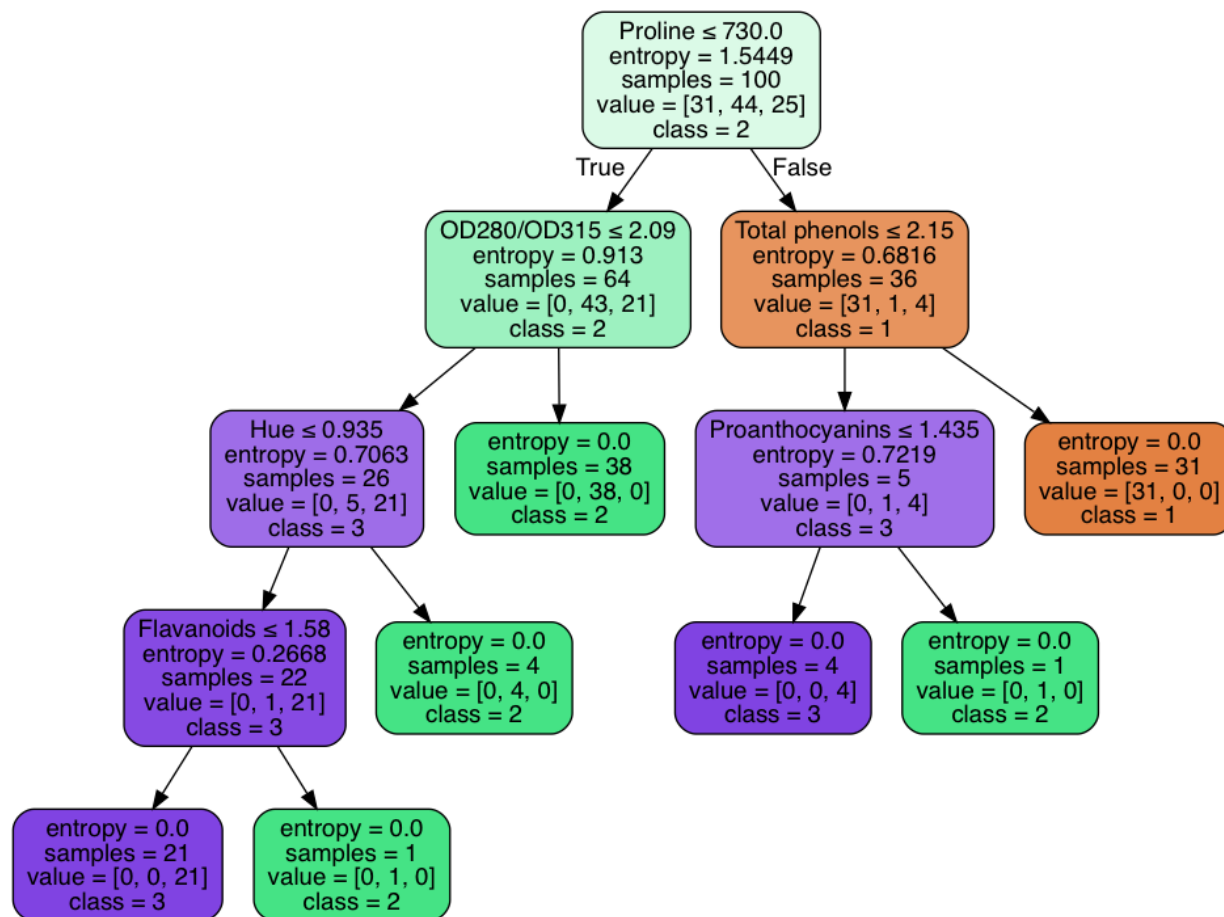 Proline ≤ 730.0
entropy = 1.5449
samples = 100
value = [31, 44, 25]
class = 2
True
False
OD280/OD315 ≤ 2.09
entropy = 0.913
samples = 64
value = [0, 43, 21]
class = 2
Total phenols ≤ 2.15
entropy = 0.6816
samples = 36
value = [31, 1, 4]
class = 1
Hue ≤ 0.935
entropy = 0.7063
samples = 26
value = [0, 5, 21]
class = 3
entropy = 0.0
samples = 38
value = [0, 38, 0]
class = 2
Proanthocyanins ≤ 1.435
entropy = 0.7219
samples = 5
value = [0, 1, 4]
class = 3
entropy = 0.0
samples = 31
value = [31, 0, 0]
class = 1
Flavanoids ≤ 1.58
entropy = 0.2668
samples = 22
value = [0, 1, 21]
class = 3
entropy = 0.0
samples = 4
value = [0, 4, 0]
class = 2
entropy = 0.0
samples = 4
value = [0, 0, 4]
class = 3
entropy = 0.0
samples = 1
value = [0, 1, 0]
class = 2
entropy = 0.0
samples = 21
value = [0, 0, 21]
class = 3
entropy = 0.0
samples = 1
value = [0, 1, 0]
class = 2